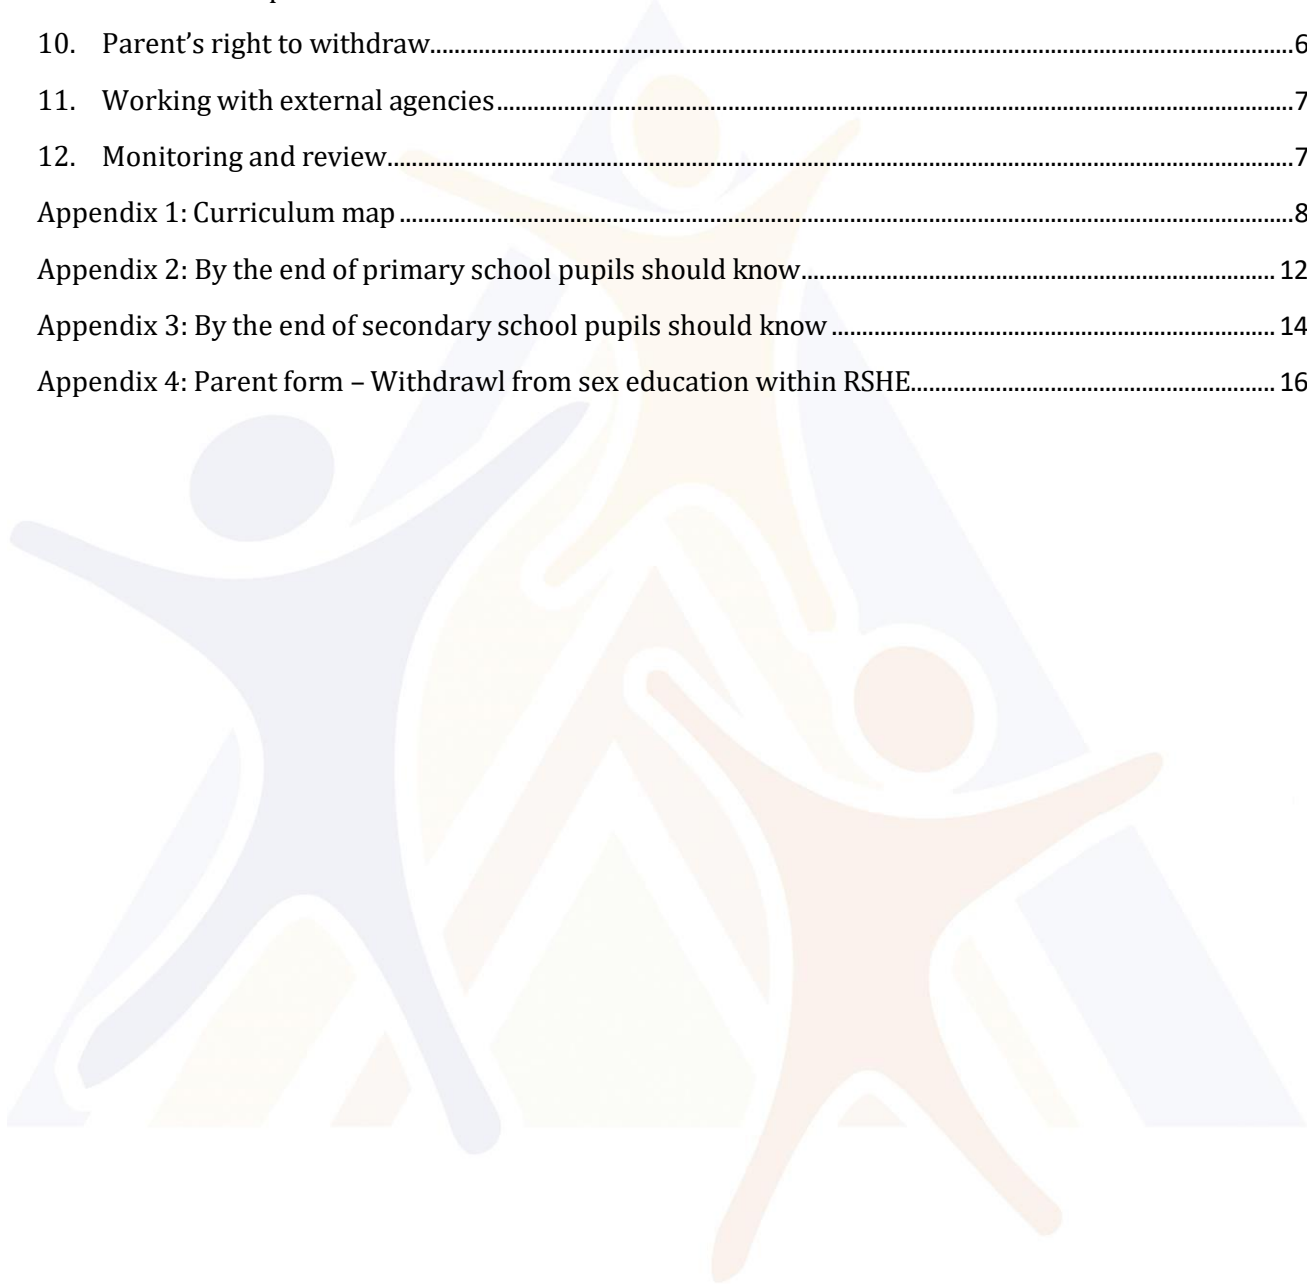 10. Parent’s right to withdraw........................................6
11. Working with external agencies........................................7
12. Monitoring and review........................................7
Appendix 1: Curriculum map........................................8
Appendix 2: By the end of primary school pupils should know........................................12
Appendix 3: By the end of secondary school pupils should know........................................14
Appendix 4: Parent form – Withdrawl from sex education within RSHE........................................16